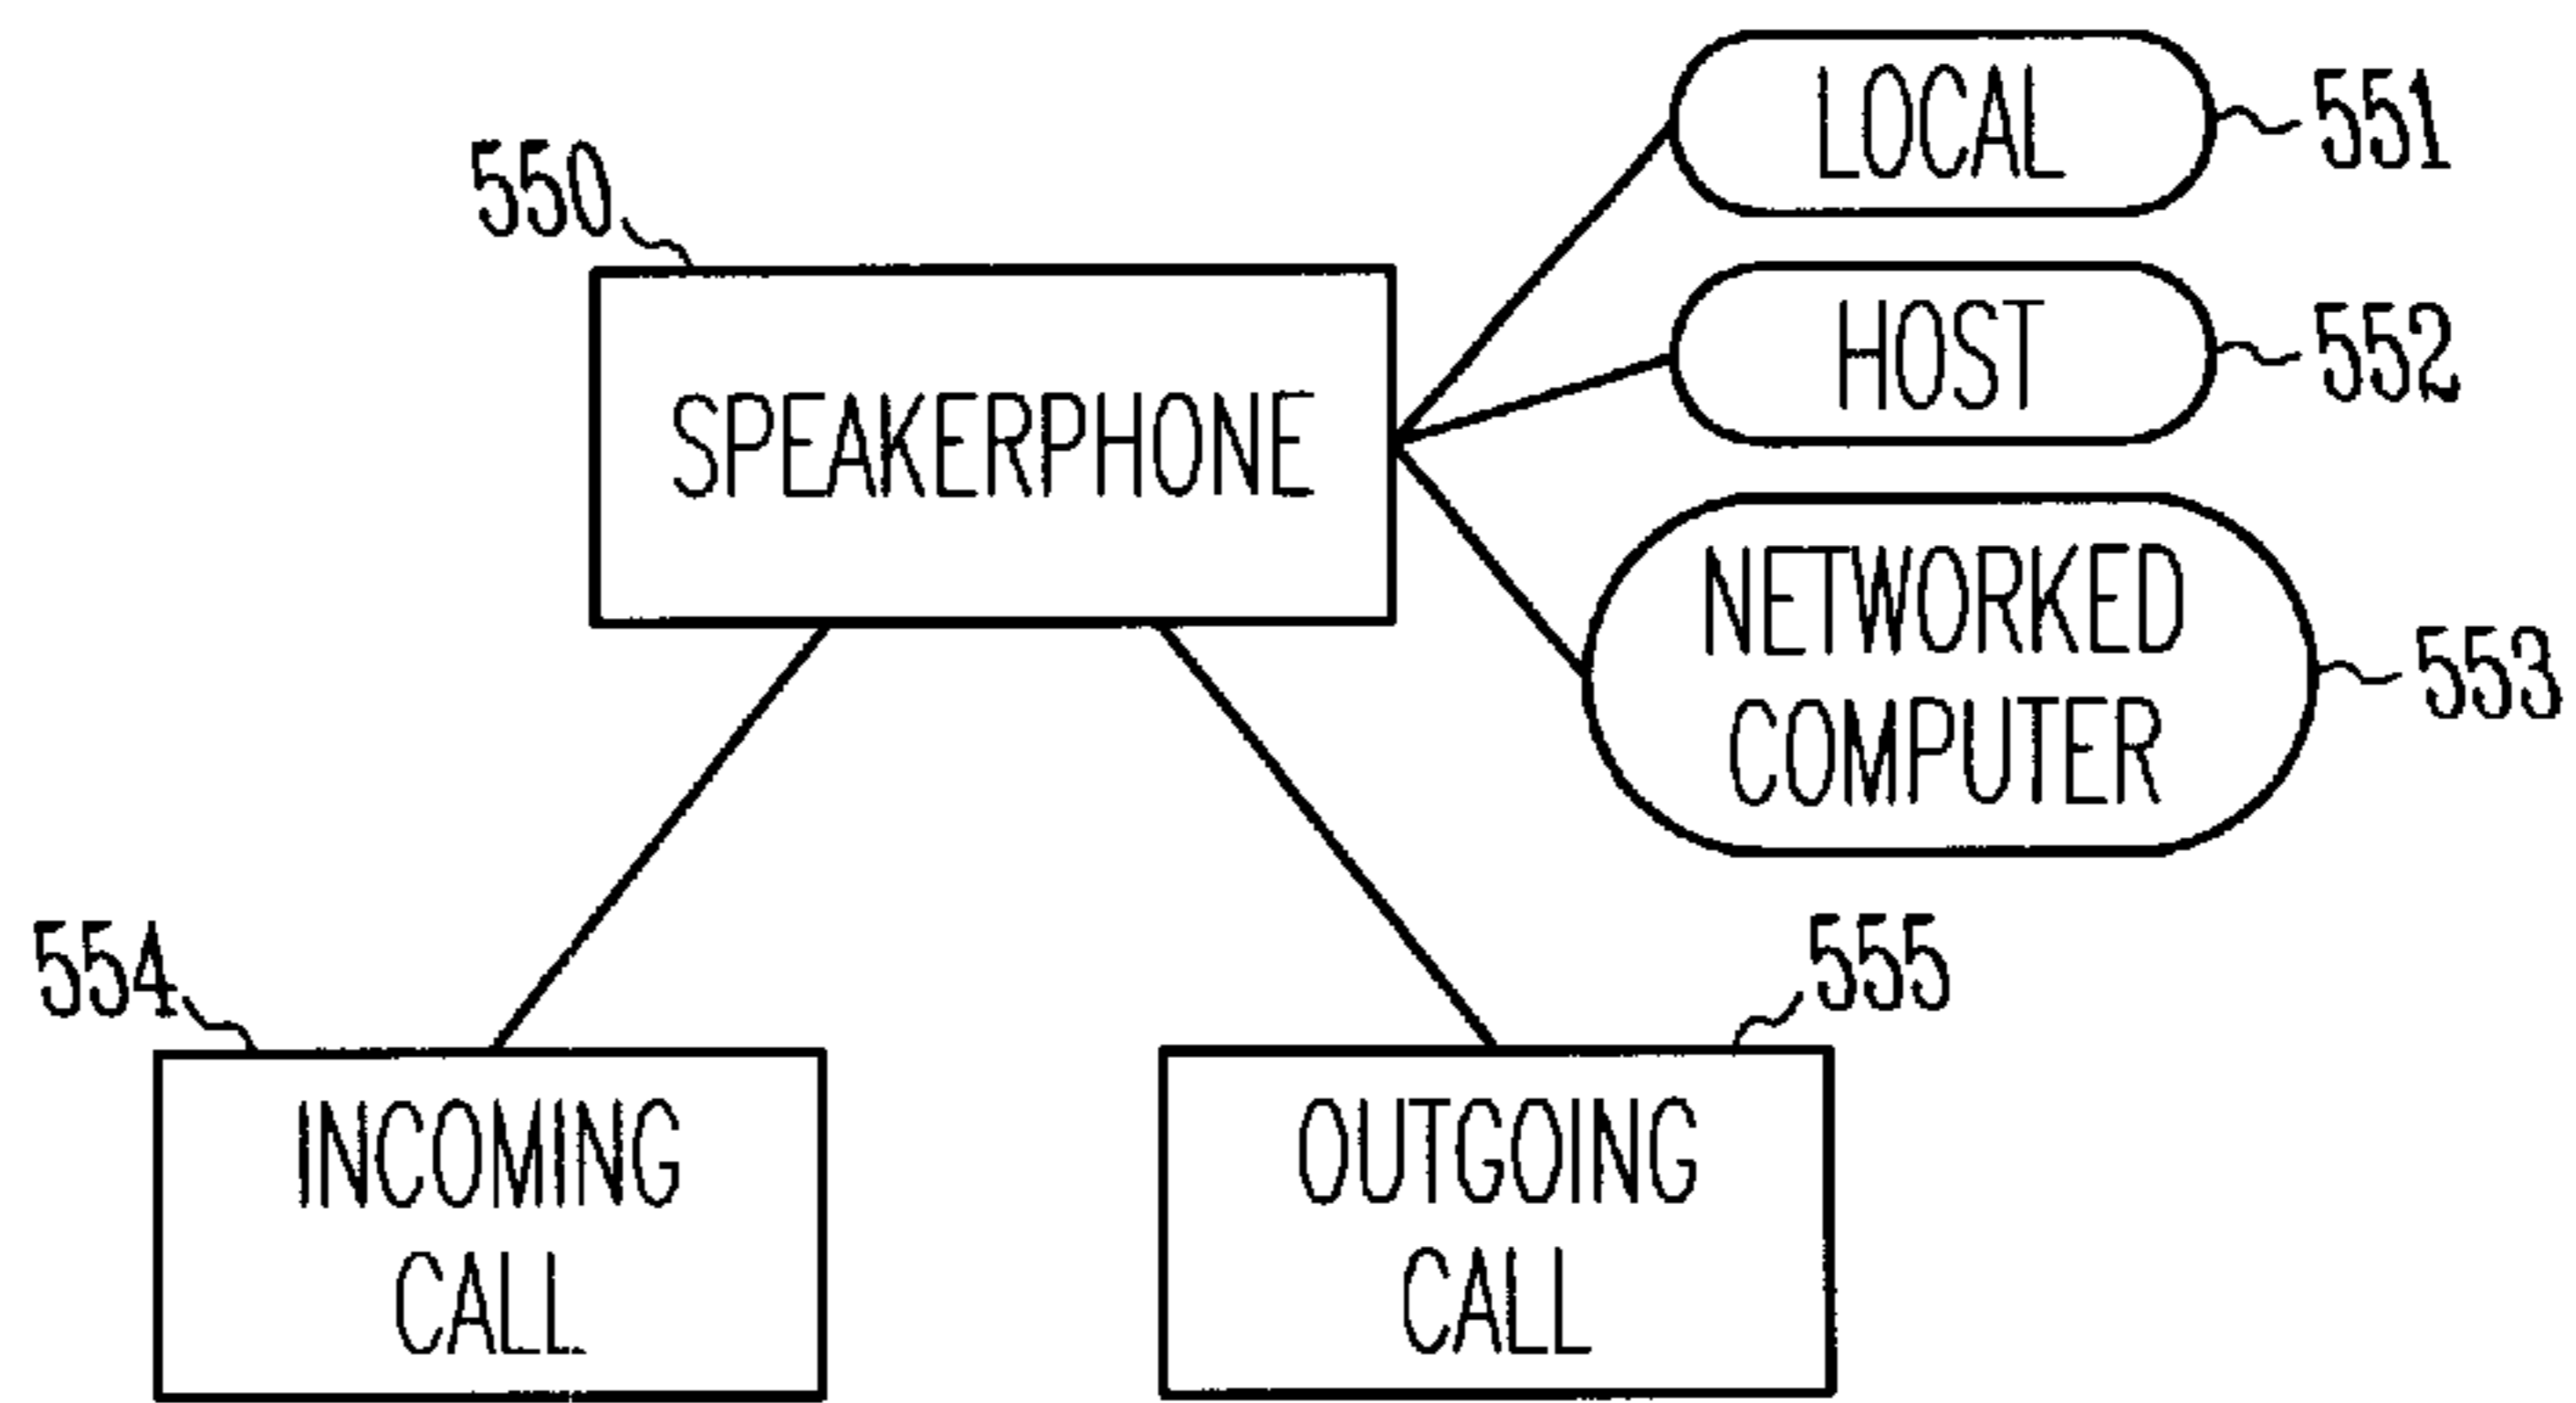 LOCAL
551
550
HOST
552
SPEAKERPHONE
NETWORKED
COMPUTER
553
554
555
INCOMING
CALL
OUTGOING
CALL